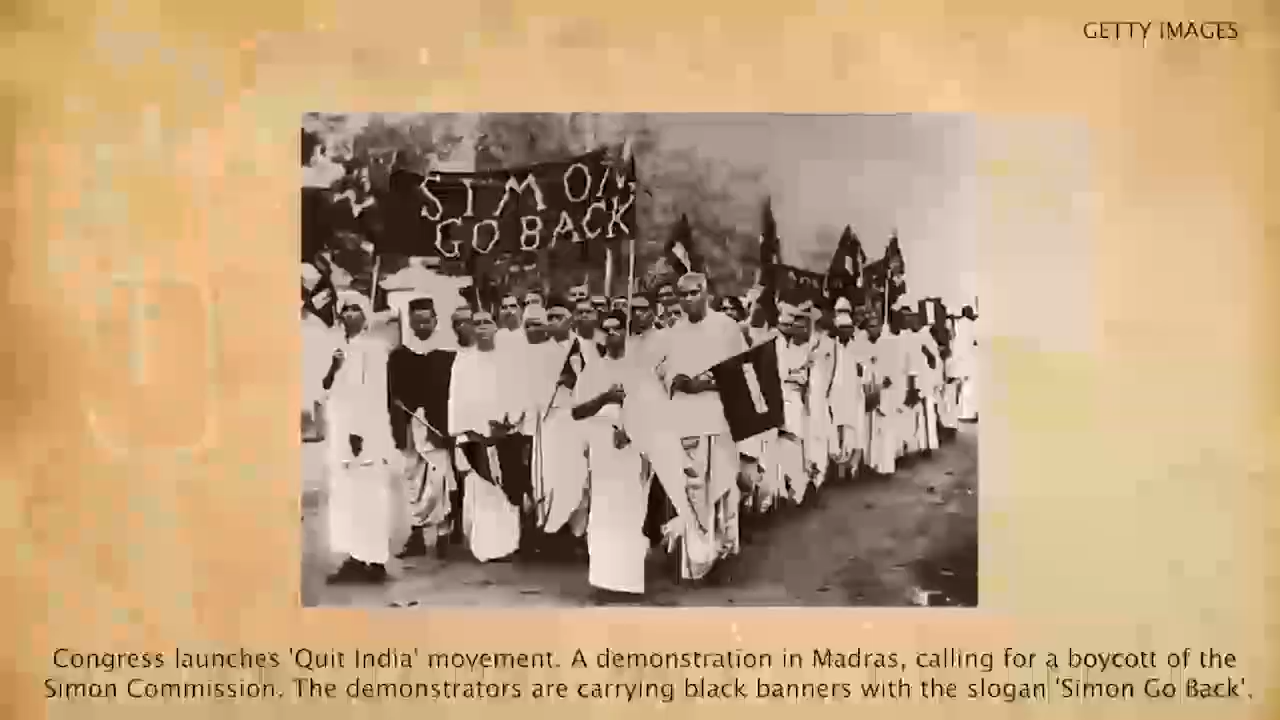 GETTY IMAGES
SIMON
GO BACK
Congress launches 'Quit India' movement. A demonstration in Madras, calling for a boycott of the
Simon Commission. The demonstrators are carrying black banners with the slogan 'Simon Go Back'.